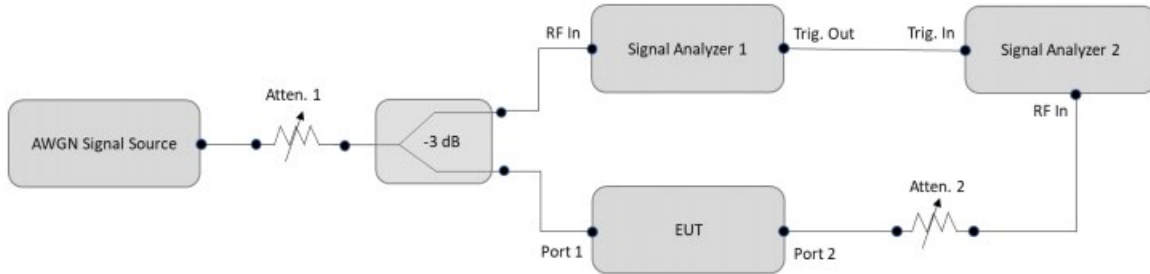 RF In
Signal Analyzer 1
Trig. Out
Trig. In
Signal Analyzer 2
RF In
Atten. 1
AWGN Signal Source
-3 dB
Atten. 2
EUT
Port 1
Port 2